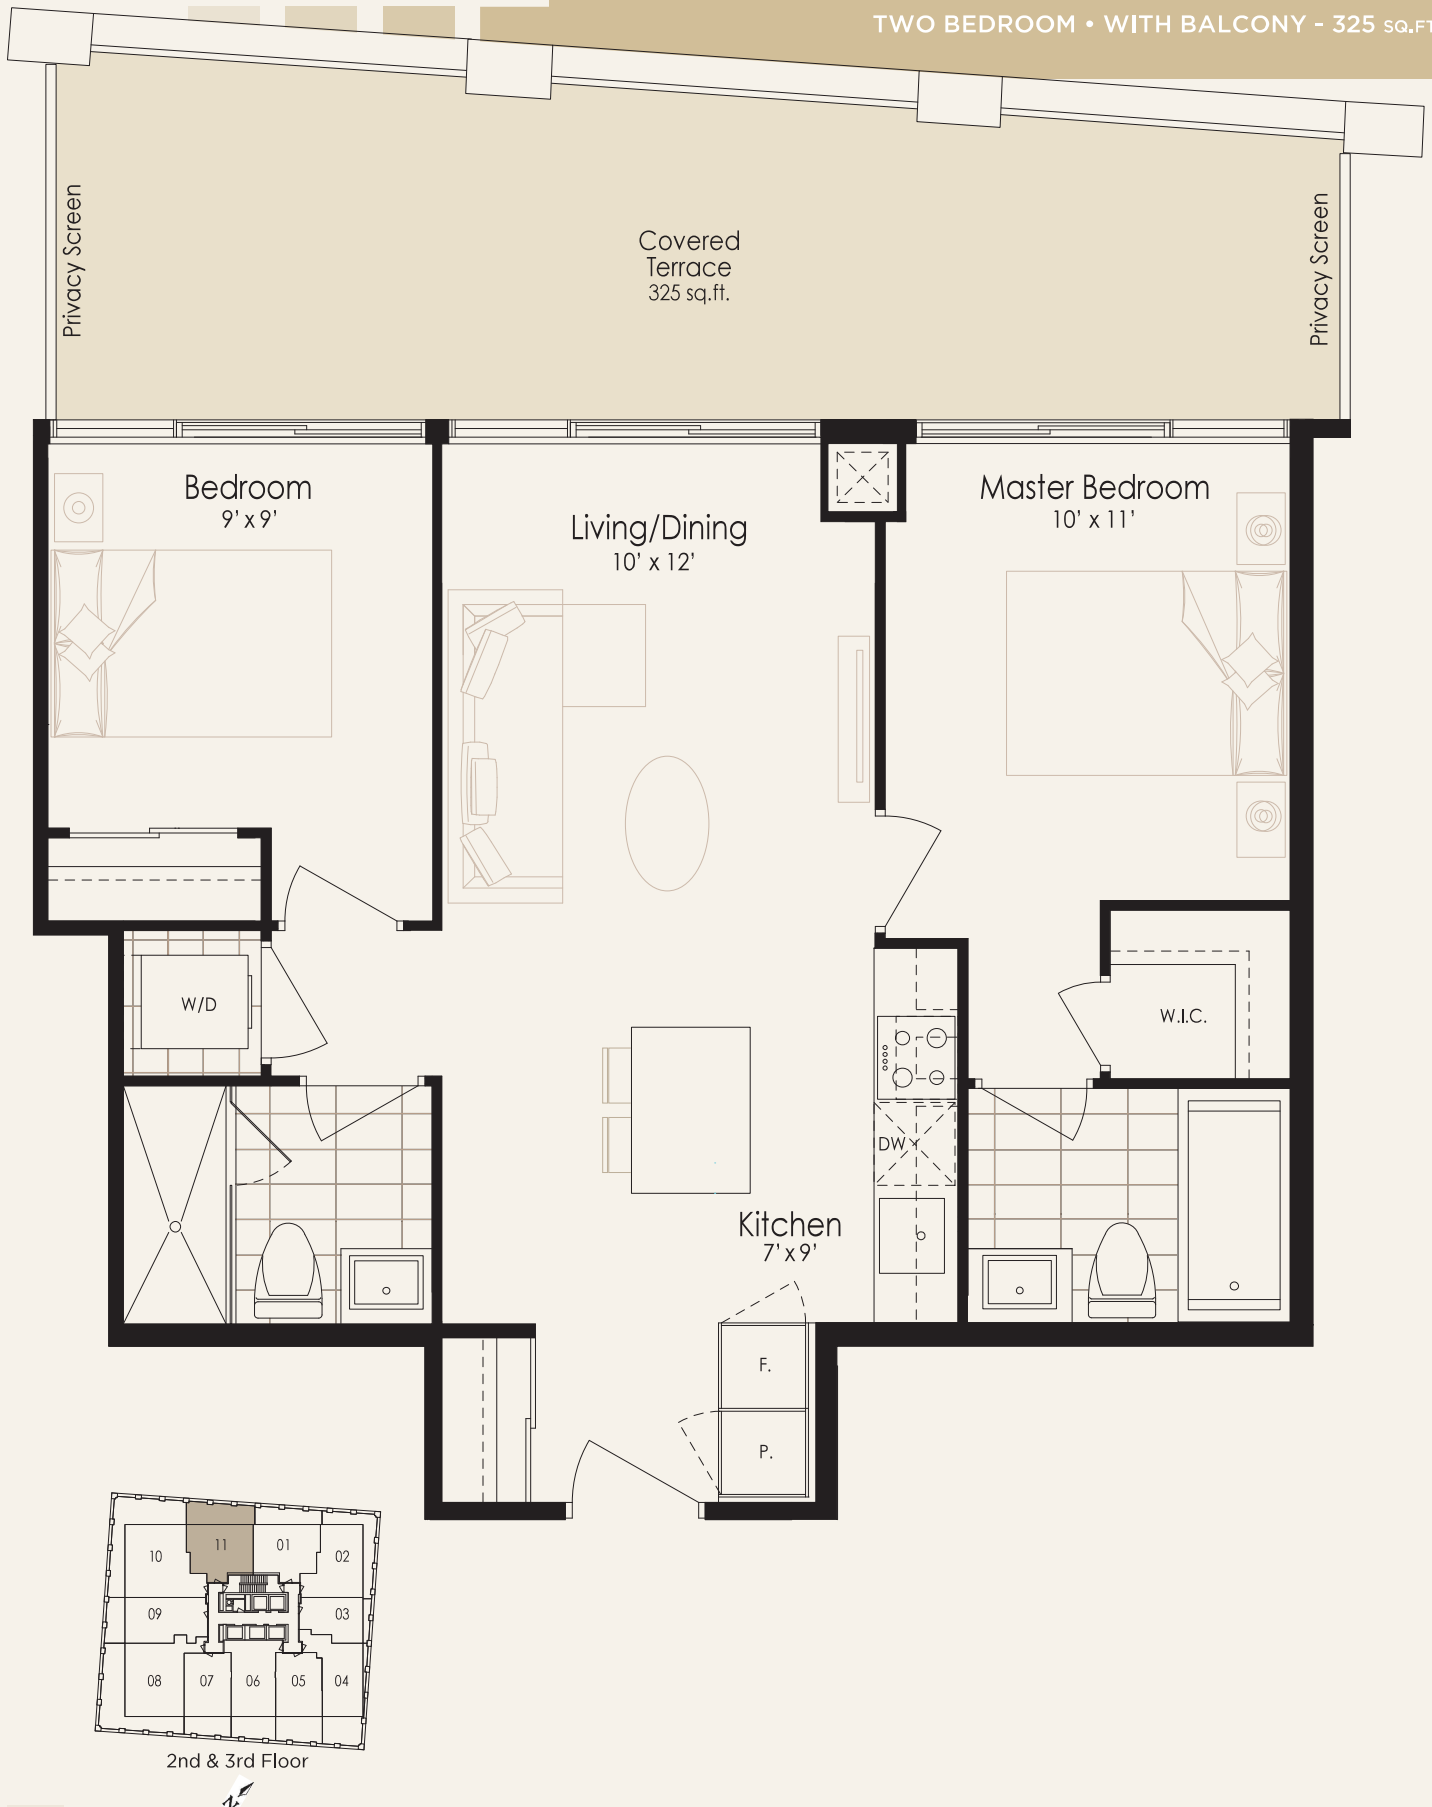 TWO BEDROOM • WITH BALCONY - 325 SQ.FT
Privacy Screen
Covered
Terrace
325 sq.ft.
Privacy Screen
Bedroom
9' x 9'
Living/Dining
10' x 12'
Master Bedroom
10' x 11'
W/D
W.I.C.
DW
Kitchen
7' x 9'
F.
P.
10
11
01
02
09
03
08
07
06
05
04
2nd & 3rd Floor
N